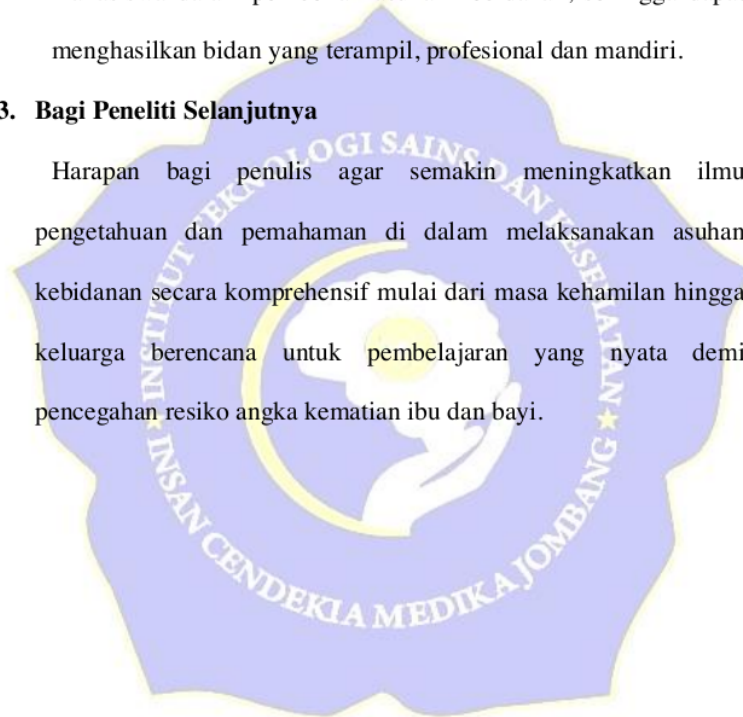 menghasilkan bidan yang terampil, profesional dan mandiri.
3. Bagi Peneliti Selanjutnya
Harapan bagi penulis agar semakin meningkatkan ilmu
pengetahuan dan pemahaman di dalam melaksanakan asuhan
kebidanan secara komprehensif mulai dari masa kehamilan hingga
keluarga berencana untuk pembelajaran yang nyata demi
pencegahan resiko angka kematian ibu dan bayi.
INSTITUT TEKNOLOGI SAINS DAN KESEHATAN
INSAN CENDEKIA MEDIKA JOMBANG